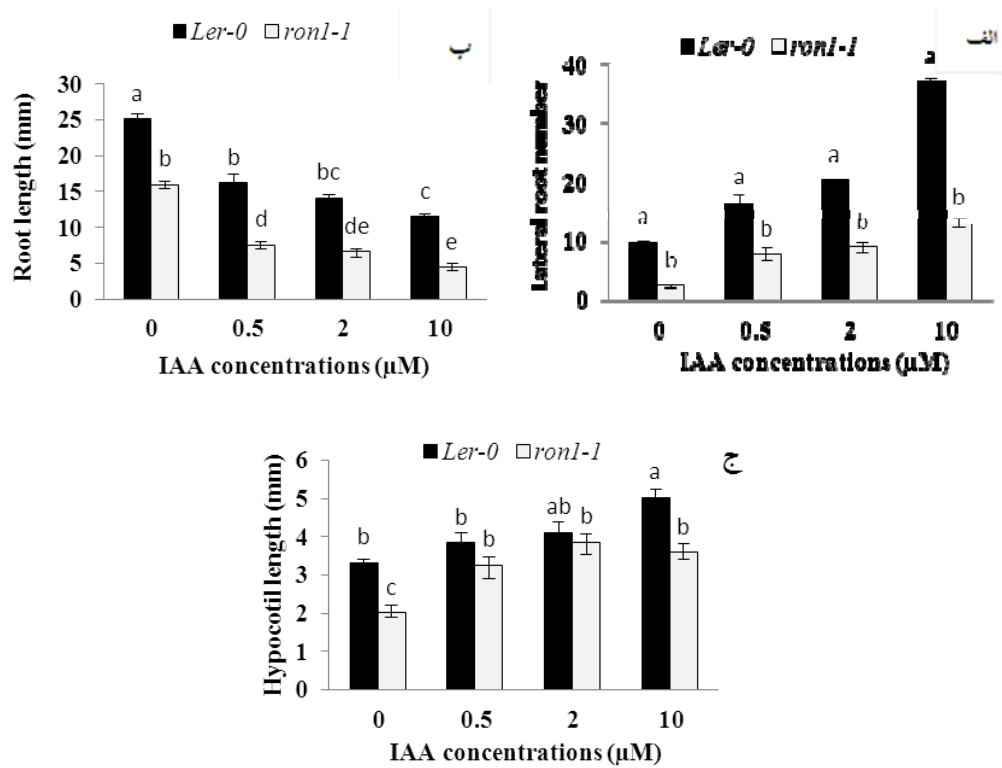 ■ Ler-0 □ ron1-1
ب
Root length (mm)
30
25
20
15
10
5
0
a
b
b
d
bc
de
c
e
0 0.5 2 10
IAA concentrations (µM)
■ Ler-0 □ ron1-1
الف
Lateral root number
40
30
20
10
0
a
b
a
b
a
b
a
b
0 0.5 2 10
IAA concentrations (µM)
■ Ler-0 □ ron1-1
ج
Hypocotil length (mm)
6
5
4
3
2
1
0
b
c
b
b
ab
b
a
b
0 0.5 2 10
IAA concentrations (µM)